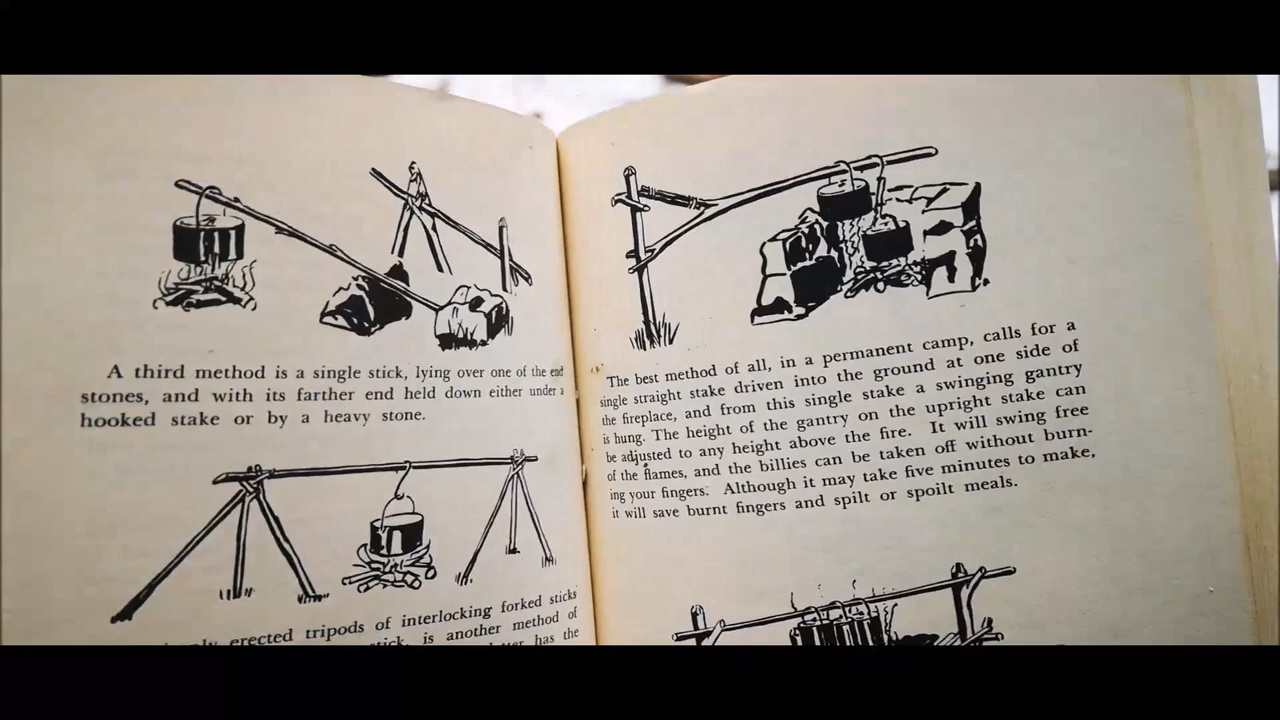 A third method is a single stick, lying over one of the end
stones, and with its farther end held down either under a
hooked stake or by a heavy stone.
erected tripods of interlocking forked sticks
stick, is another method of
has the
The best method of all, in a permanent camp, calls for a
single straight stake driven into the ground at one side of
the fireplace, and from this single stake a swinging gantry
is hung. The height of the gantry on the upright stake can
be adjusted to any height above the fire. It will swing free
of the flames, and the billies can be taken off without burn-
ing your fingers. Although it may take five minutes to make,
it will save burnt fingers and spilt or spoilt meals.